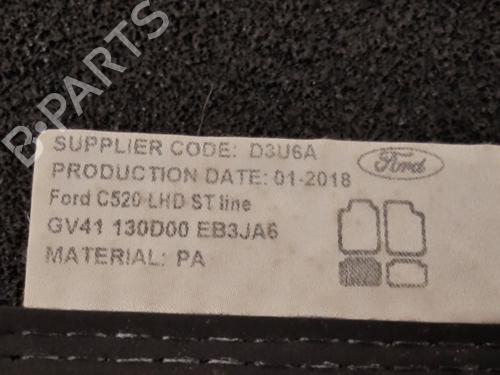 B-PARTS
SUPPLIER CODE: D3U6A
Ford
PRODUCTION DATE: 01-2018
Ford C520 LHD ST line
GV41 130D00 EB3JA6
MATERIAL: PA